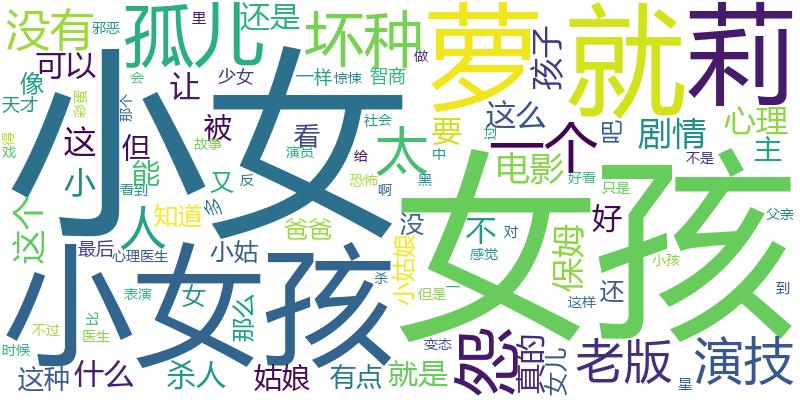 没有
邪恶
里
孤儿
还是
坏种
做
萝
就
莉
像
可以
会
少女
一样
惊悚
智商
孩子
天才
彩蛋
那个
让
小女
社会
这么
要
剧情
心理
戏得
这
但
被
看
太
一个
吧
主
小
能
故事
演员
给
中
过
电影
不是
看到
又
反
恐怖
黑
好看
只是
女孩
这个
知道
多
爸爸
啊
没
不
对
保姆
好
父亲
人
最后
心理医生
小姑
小姑娘
感觉
还
小孩
小女孩
表演
女
那么
杀
但是
一
这样
到
不过
比
医生
时候
变态
怨
真的
女儿
老版
演技
星
这种
什么
杀人
姑娘
有点
就是